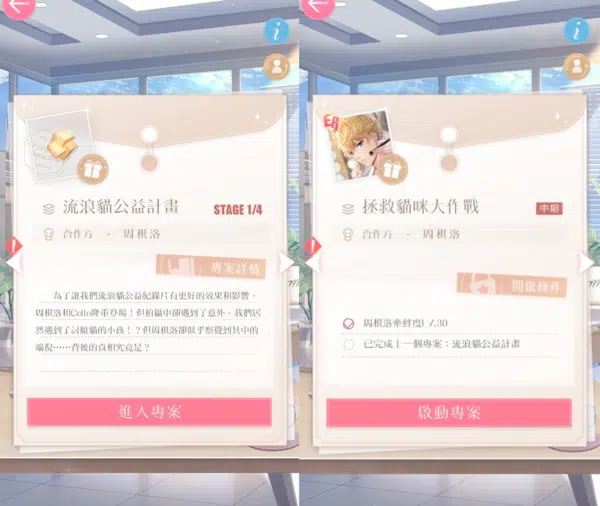 流浪貓公益計畫
STAGE 1/4
合作方 - 周棋洛
專案詳情
為了讓我們流浪貓公益紀錄片有更好的效果和影響，
周棋洛和Cello隆重登場！但拍攝中卻遇到了意外，我們居
然遇到了討厭貓的小孩！？但周棋洛卻似乎察覺到其中的
端倪……背後的真相究竟是？
進入專案
ER
拯救貓咪大作戰
中期
合作方 - 周棋洛
開啟條件
周棋洛牽絆度Lv.30
已完成上一個專案：流浪貓公益計畫
啟動專案